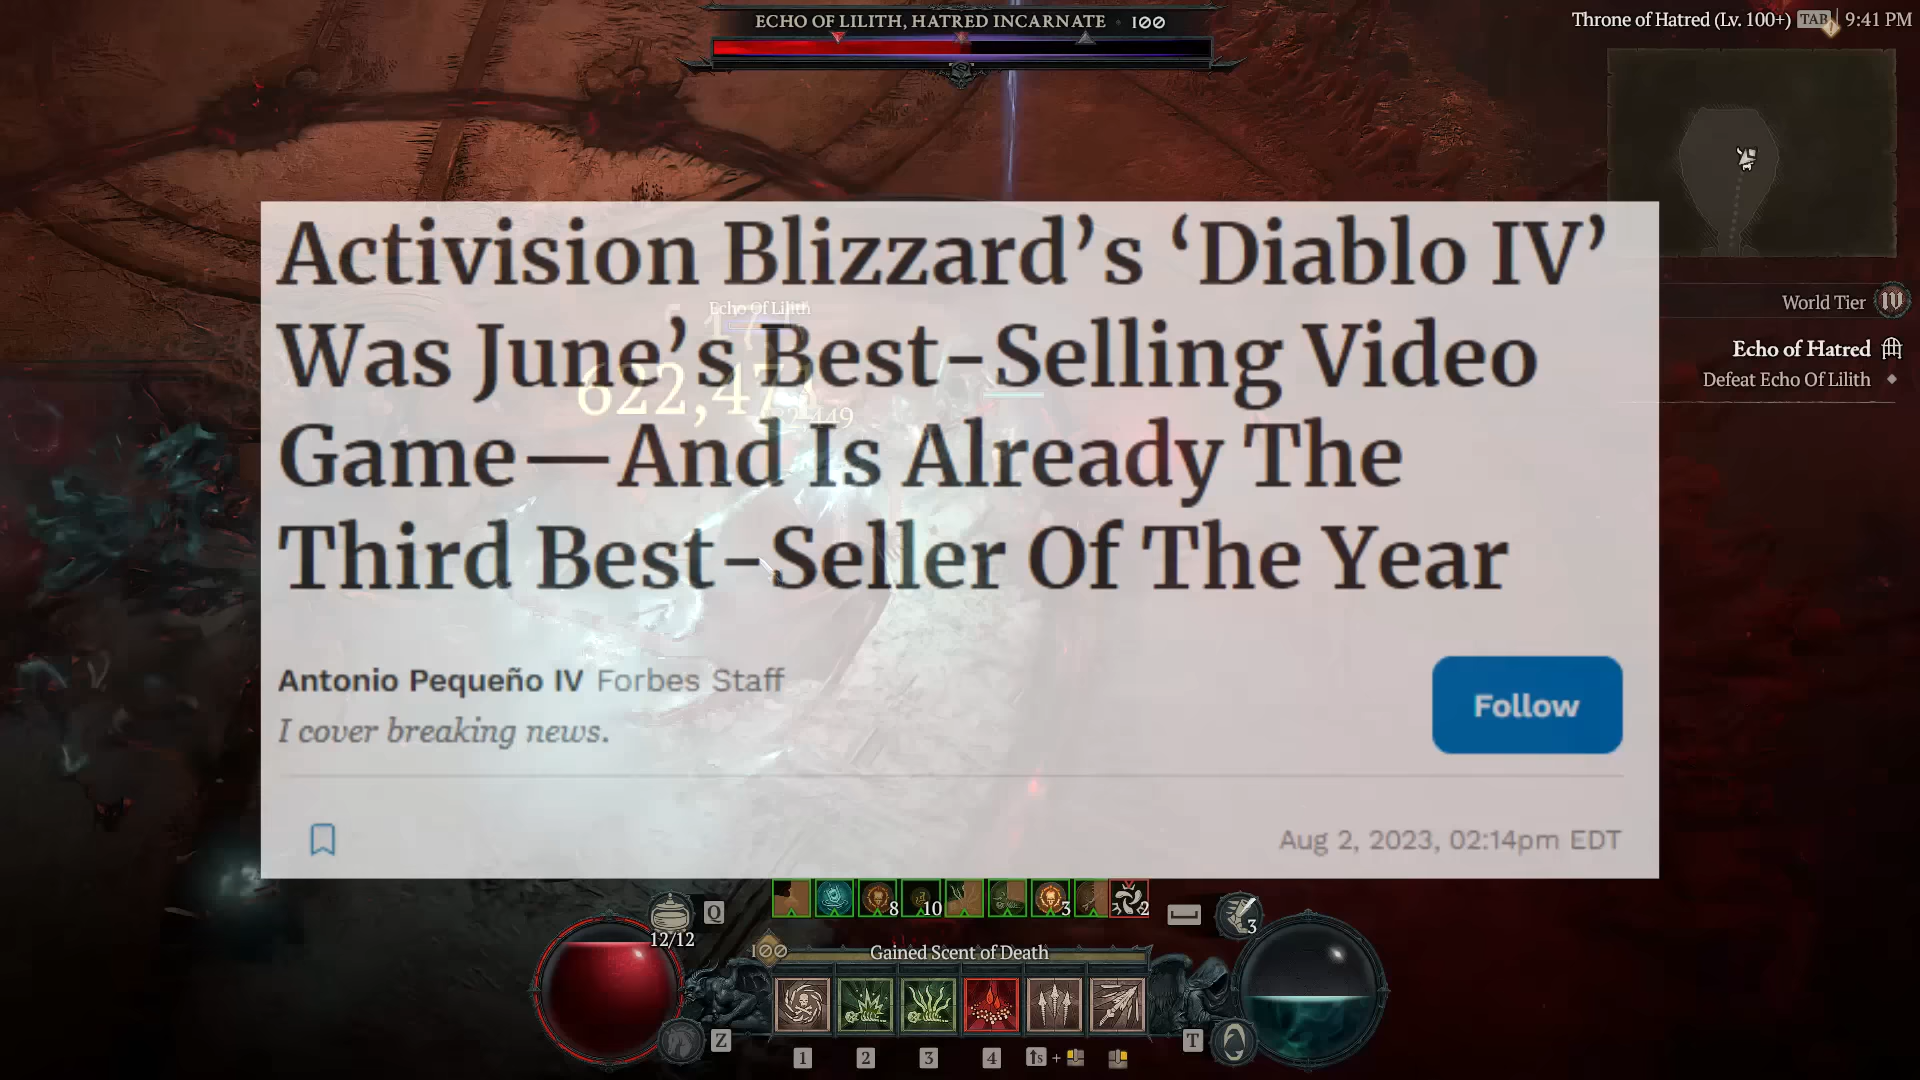 ECHO OF LILITH, HATRED INCARNATE 100
Throne of Hatred (Lv. 100+) TAB 9:41 PM
Activision Blizzard’s ‘Diablo IV’
Was June’s Best-Selling Video
Game—And Is Already The
Third Best-Seller Of The Year
Echo Of Lilith
World Tier IV
Echo of Hatred
Defeat Echo Of Lilith
Antonio Pequeño IV Forbes Staff
I cover breaking news.
Follow
Aug 2, 2023, 02:14pm EDT
8 10 3 2
Q
12/12
3
100
Gained Scent of Death
Z
T
1 2 3 4